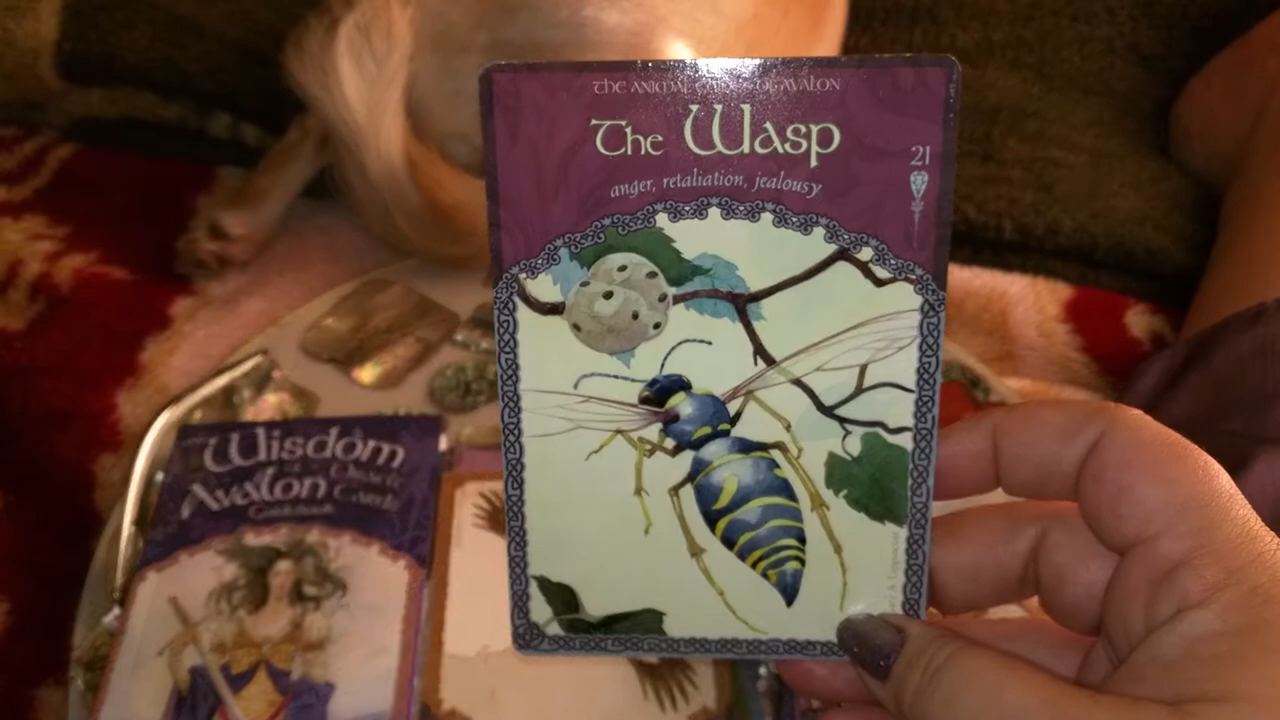 THE ANIMAL CARDS OF AVALON
The Wasp
anger, retaliation, jealousy
21
Wisdom
of
Avalon Oracle
Cards
Guidebook